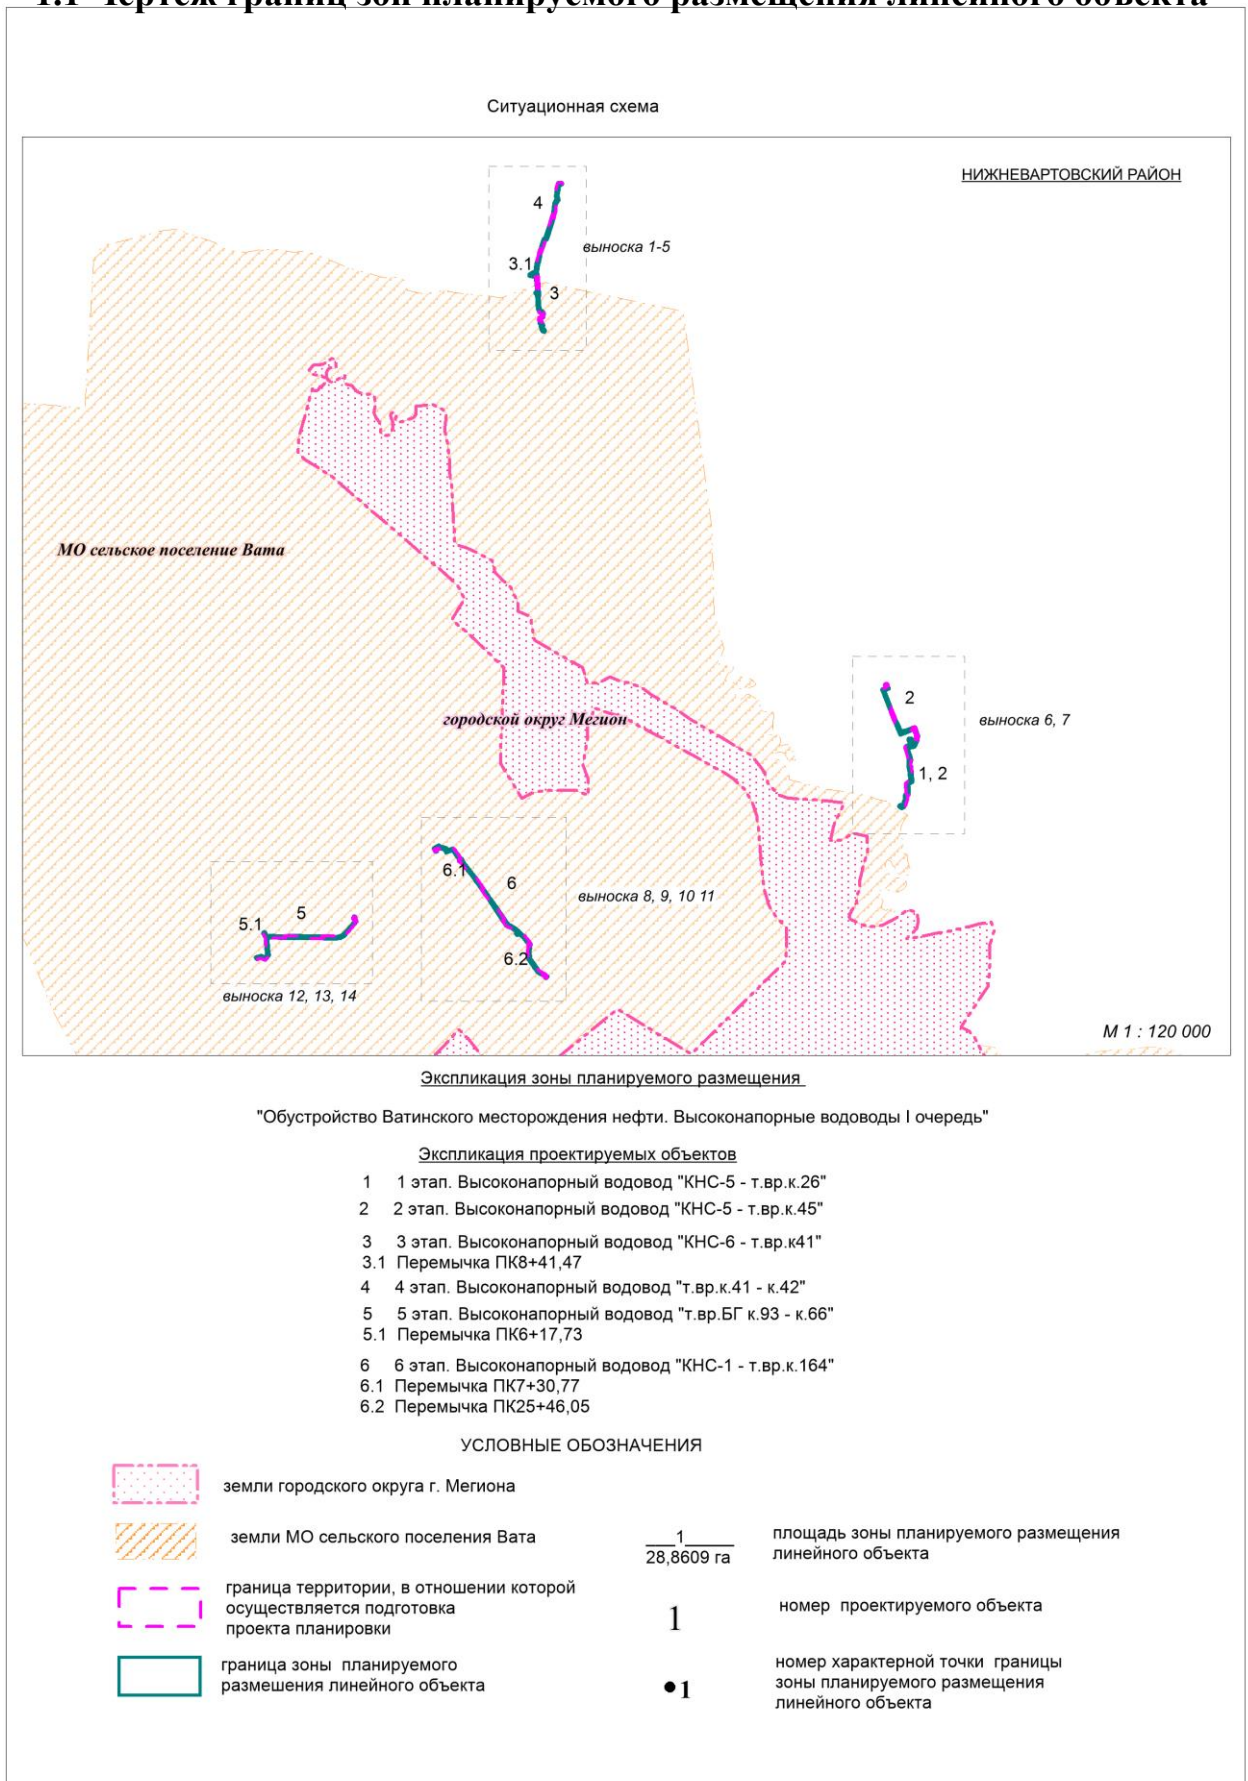 1.1 Чертеж границ зон планируемого размещения линейного объекта
Ситуационная схема
НИЖНЕВАРТОВСКИЙ РАЙОН
4
выноска 1-5
3.1
3
МО сельское поселение Вата
городской округ Мегион
2
выноска 6, 7
1, 2
6.1
6
выноска 8, 9, 10 11
5
5.1
6.2
выноска 12, 13, 14
М 1 : 120 000
Экспликация зоны планируемого размещения
"Обустройство Ватинского месторождения нефти. Высоконапорные водоводы I очередь"
Экспликация проектируемых объектов
1 1 этап. Высоконапорный водовод "КНС-5 - т.вр.к.26"
2 2 этап. Высоконапорный водовод "КНС-5 - т.вр.к.45"
3 3 этап. Высоконапорный водовод "КНС-6 - т.вр.к41"
3.1 Перемычка ПК8+41,47
4 4 этап. Высоконапорный водовод "т.вр.к.41 - к.42"
5 5 этап. Высоконапорный водовод "т.вр.БГ к.93 - к.66"
5.1 Перемычка ПК6+17,73
6 6 этап. Высоконапорный водовод "КНС-1 - т.вр.к.164"
6.1 Перемычка ПК7+30,77
6.2 Перемычка ПК25+46,05
УСЛОВНЫЕ ОБОЗНАЧЕНИЯ
земли городского округа г. Мегиона
земли МО сельского поселения Вата
граница территории, в отношении которой
осуществляется подготовка
проекта планировки
граница зоны планируемого
размешения линейного объекта
1
28,8609 га
площадь зоны планируемого размещения
линейного объекта
1
номер проектируемого объекта
1
номер характерной точки границы
зоны планируемого размещения
линейного объекта